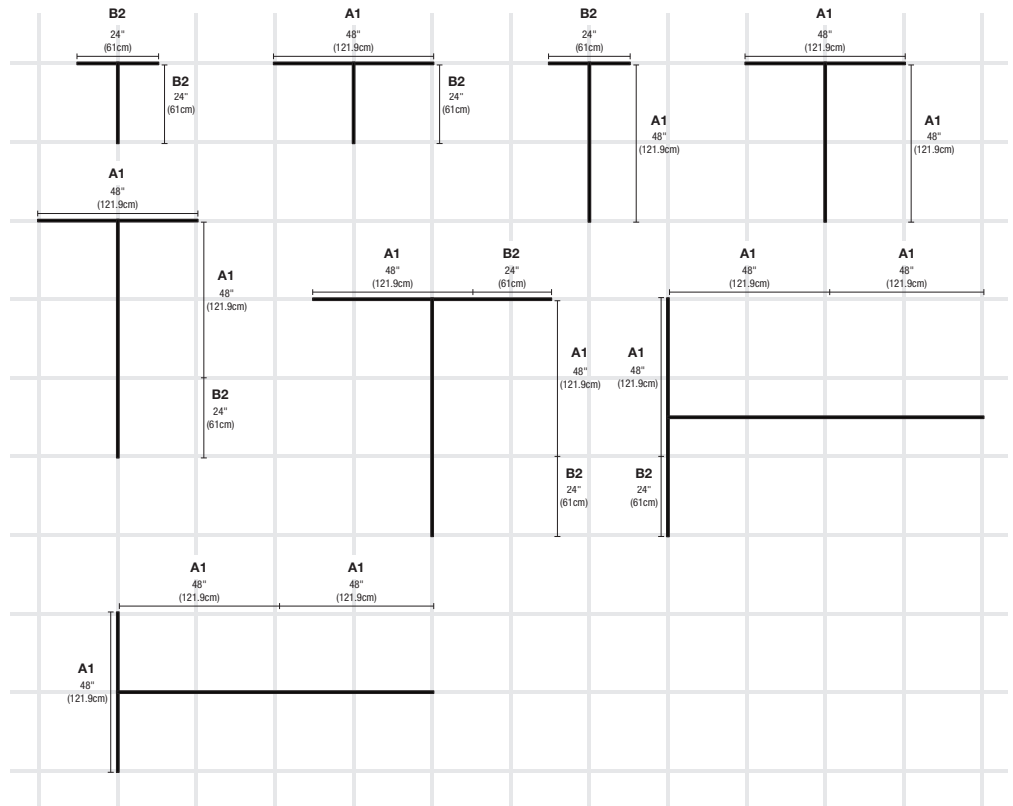 B2
24"
(61cm)
A1
48"
(121.9cm)
B2
24"
(61cm)
A1
48"
(121.9cm)
B2
24"
(61cm)
B2
24"
(61cm)
A1
48"
(121.9cm)
A1
48"
(121.9cm)
A1
48"
(121.9cm)
A1
48"
(121.9cm)
B2
24"
(61cm)
A1
48"
(121.9cm)
B2
24"
(61cm)
A1
48"
(121.9cm)
B2
24"
(61cm)
A1
48"
(121.9cm)
A1
48"
(121.9cm)
A1
48"
(121.9cm)
B2
24"
(61cm)
A1
48"
(121.9cm)
A1
48"
(121.9cm)
A1
48"
(121.9cm)